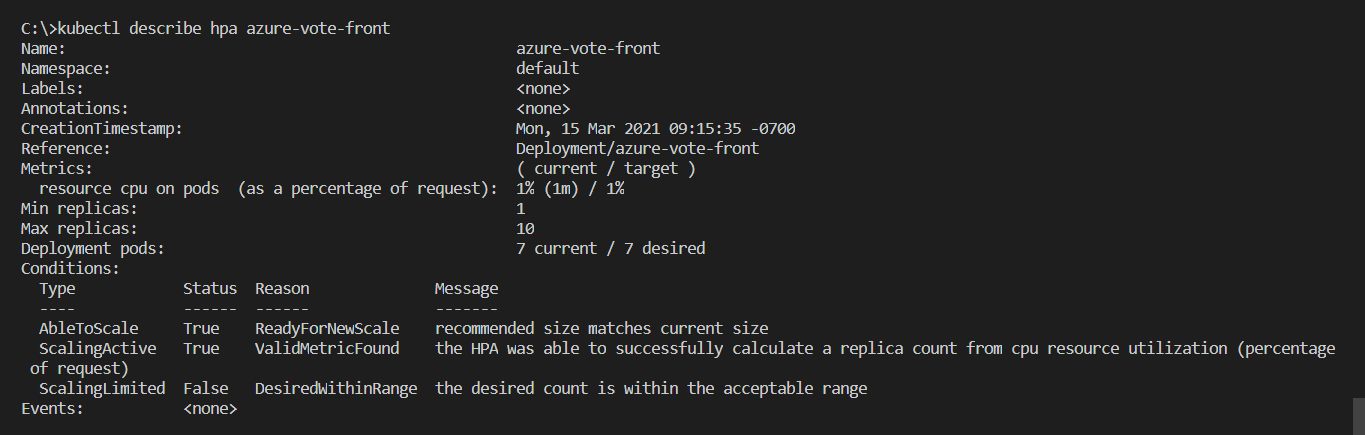 C:\>kubectl describe hpa azure-vote-front
Name:                                                  azure-vote-front
Namespace:                                             default
Labels:                                                <none>
Annotations:                                           <none>
CreationTimestamp:                                     Mon, 15 Mar 2021 09:15:35 -0700
Reference:                                             Deployment/azure-vote-front
Metrics:                                               ( current / target )
  resource cpu on pods  (as a percentage of request):  1% (1m) / 1%
Min replicas:                                          1
Max replicas:                                          10
Deployment pods:                                       7 current / 7 desired
Conditions:
  Type            Status  Reason              Message
  ----            ------  ------              -------
  AbleToScale     True    ReadyForNewScale    recommended size matches current size
  ScalingActive   True    ValidMetricFound    the HPA was able to successfully calculate a replica count from cpu resource utilization (percentage
 of request)
  ScalingLimited  False   DesiredWithinRange  the desired count is within the acceptable range
Events:           <none>